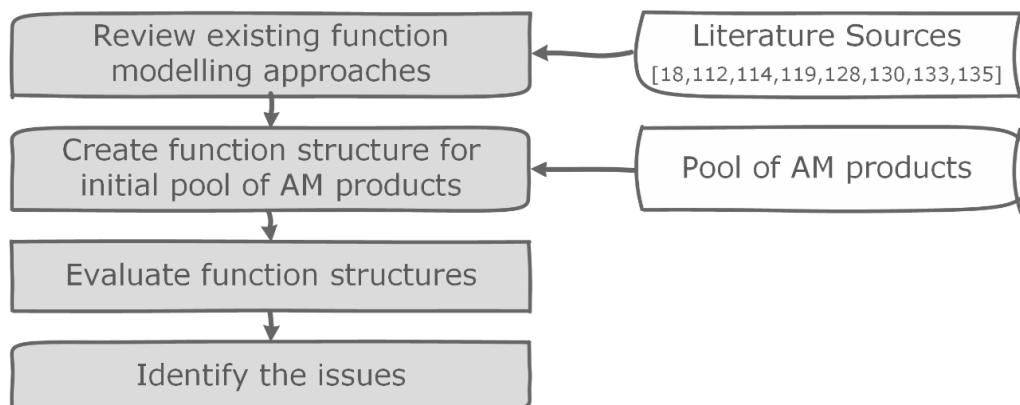 Review existing function
modelling approaches
Literature Sources
[18,112,114,119,128,130,133,135]
Create function structure for
initial pool of AM products
Pool of AM products
Evaluate function structures
Identify the issues